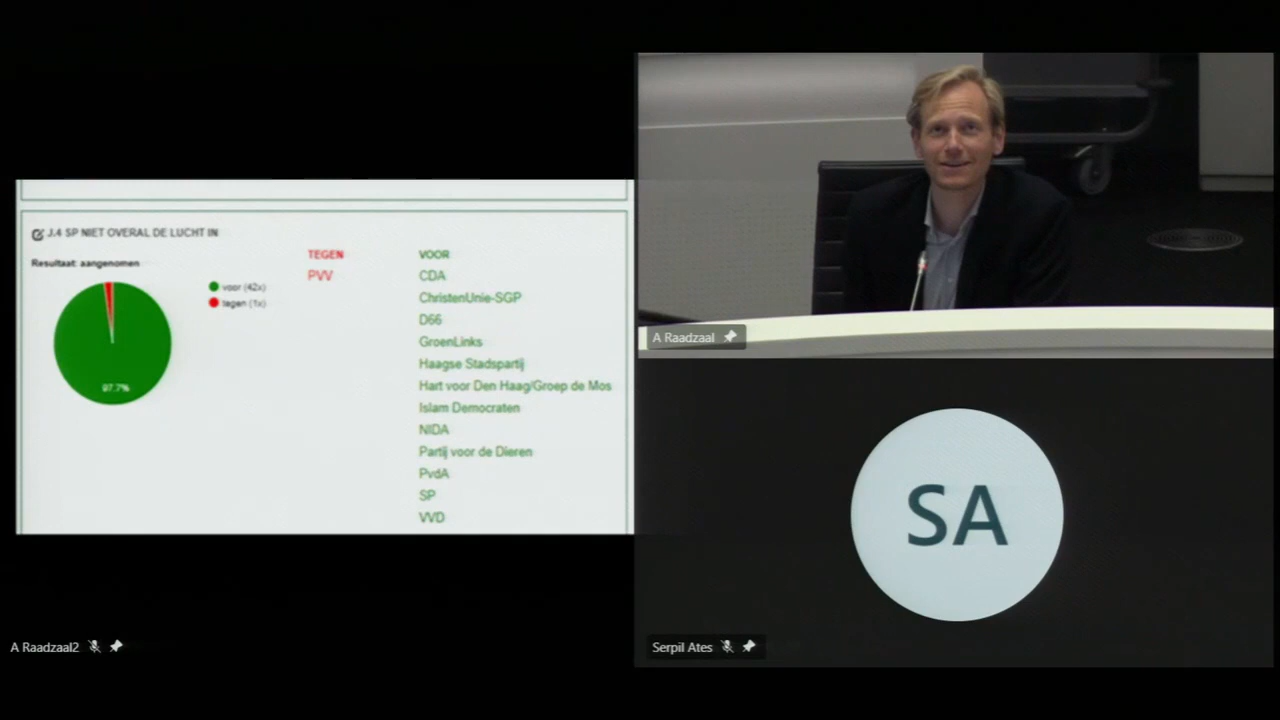 J.4 SP NIET OVERAL DE LUCHT IN
Resultaat: aangenomen
voor (42x)
tegen (1x)
97.7%
TEGEN
PVV
VOOR
CDA
ChristenUnie-SGP
D66
GroenLinks
Haagse Stadspartij
Hart voor Den Haag/Groep de Mos
Islam Democraten
NIDA
Partij voor de Dieren
PvdA
SP
VVD
A Raadzaal2
A Raadzaal
SA
Serpil Ates